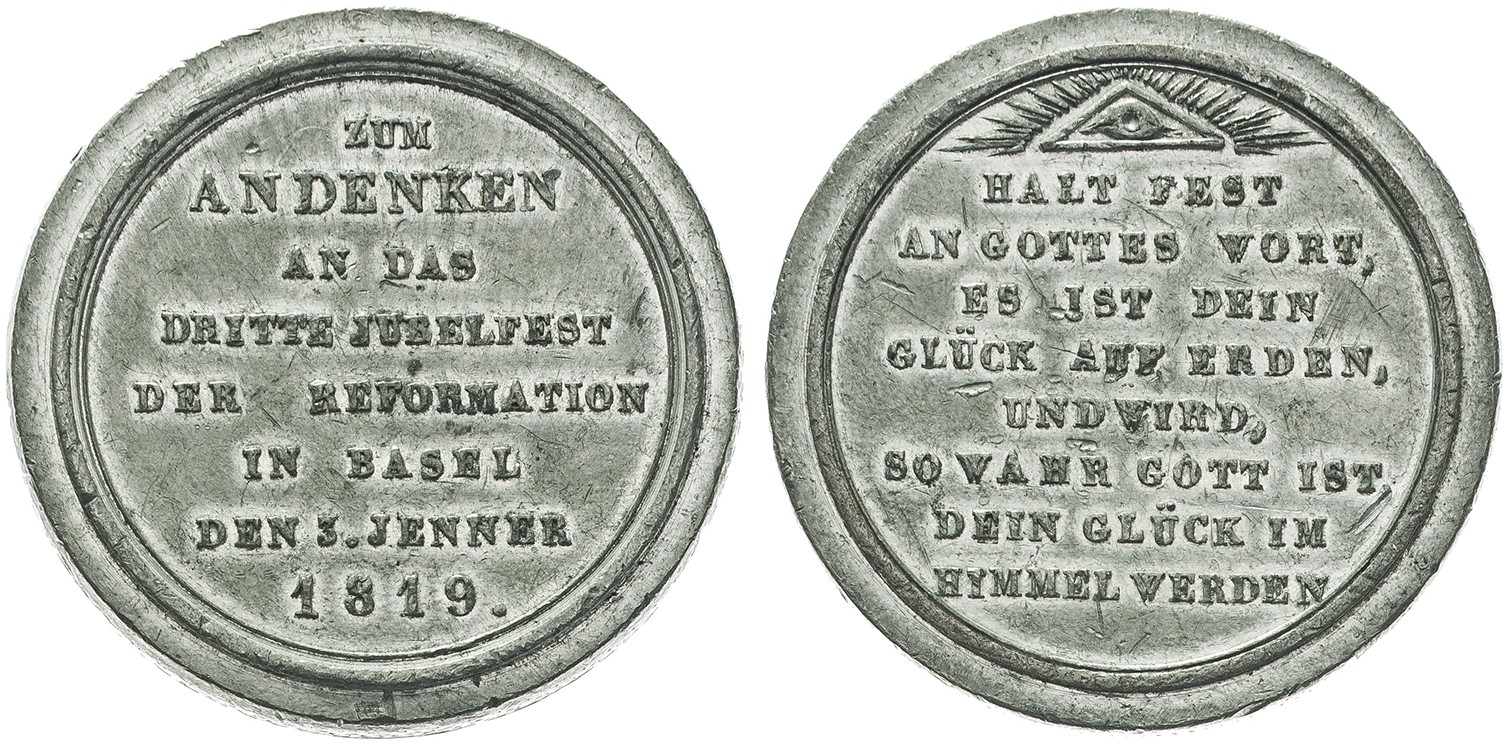 ZUM
ANDENKEN
AN DAS
DRITTE JUBELFEST
DER REFORMATION
IN BASEL
DEN 3. JENNER
1819.
HALT FEST
AN GOTTES WORT,
ES IST DEIN
GLÜCK AUF ERDEN,
UND WIRD,
SO WAHR GOTT IST
DEIN GLÜCK IM
HIMMEL WERDEN